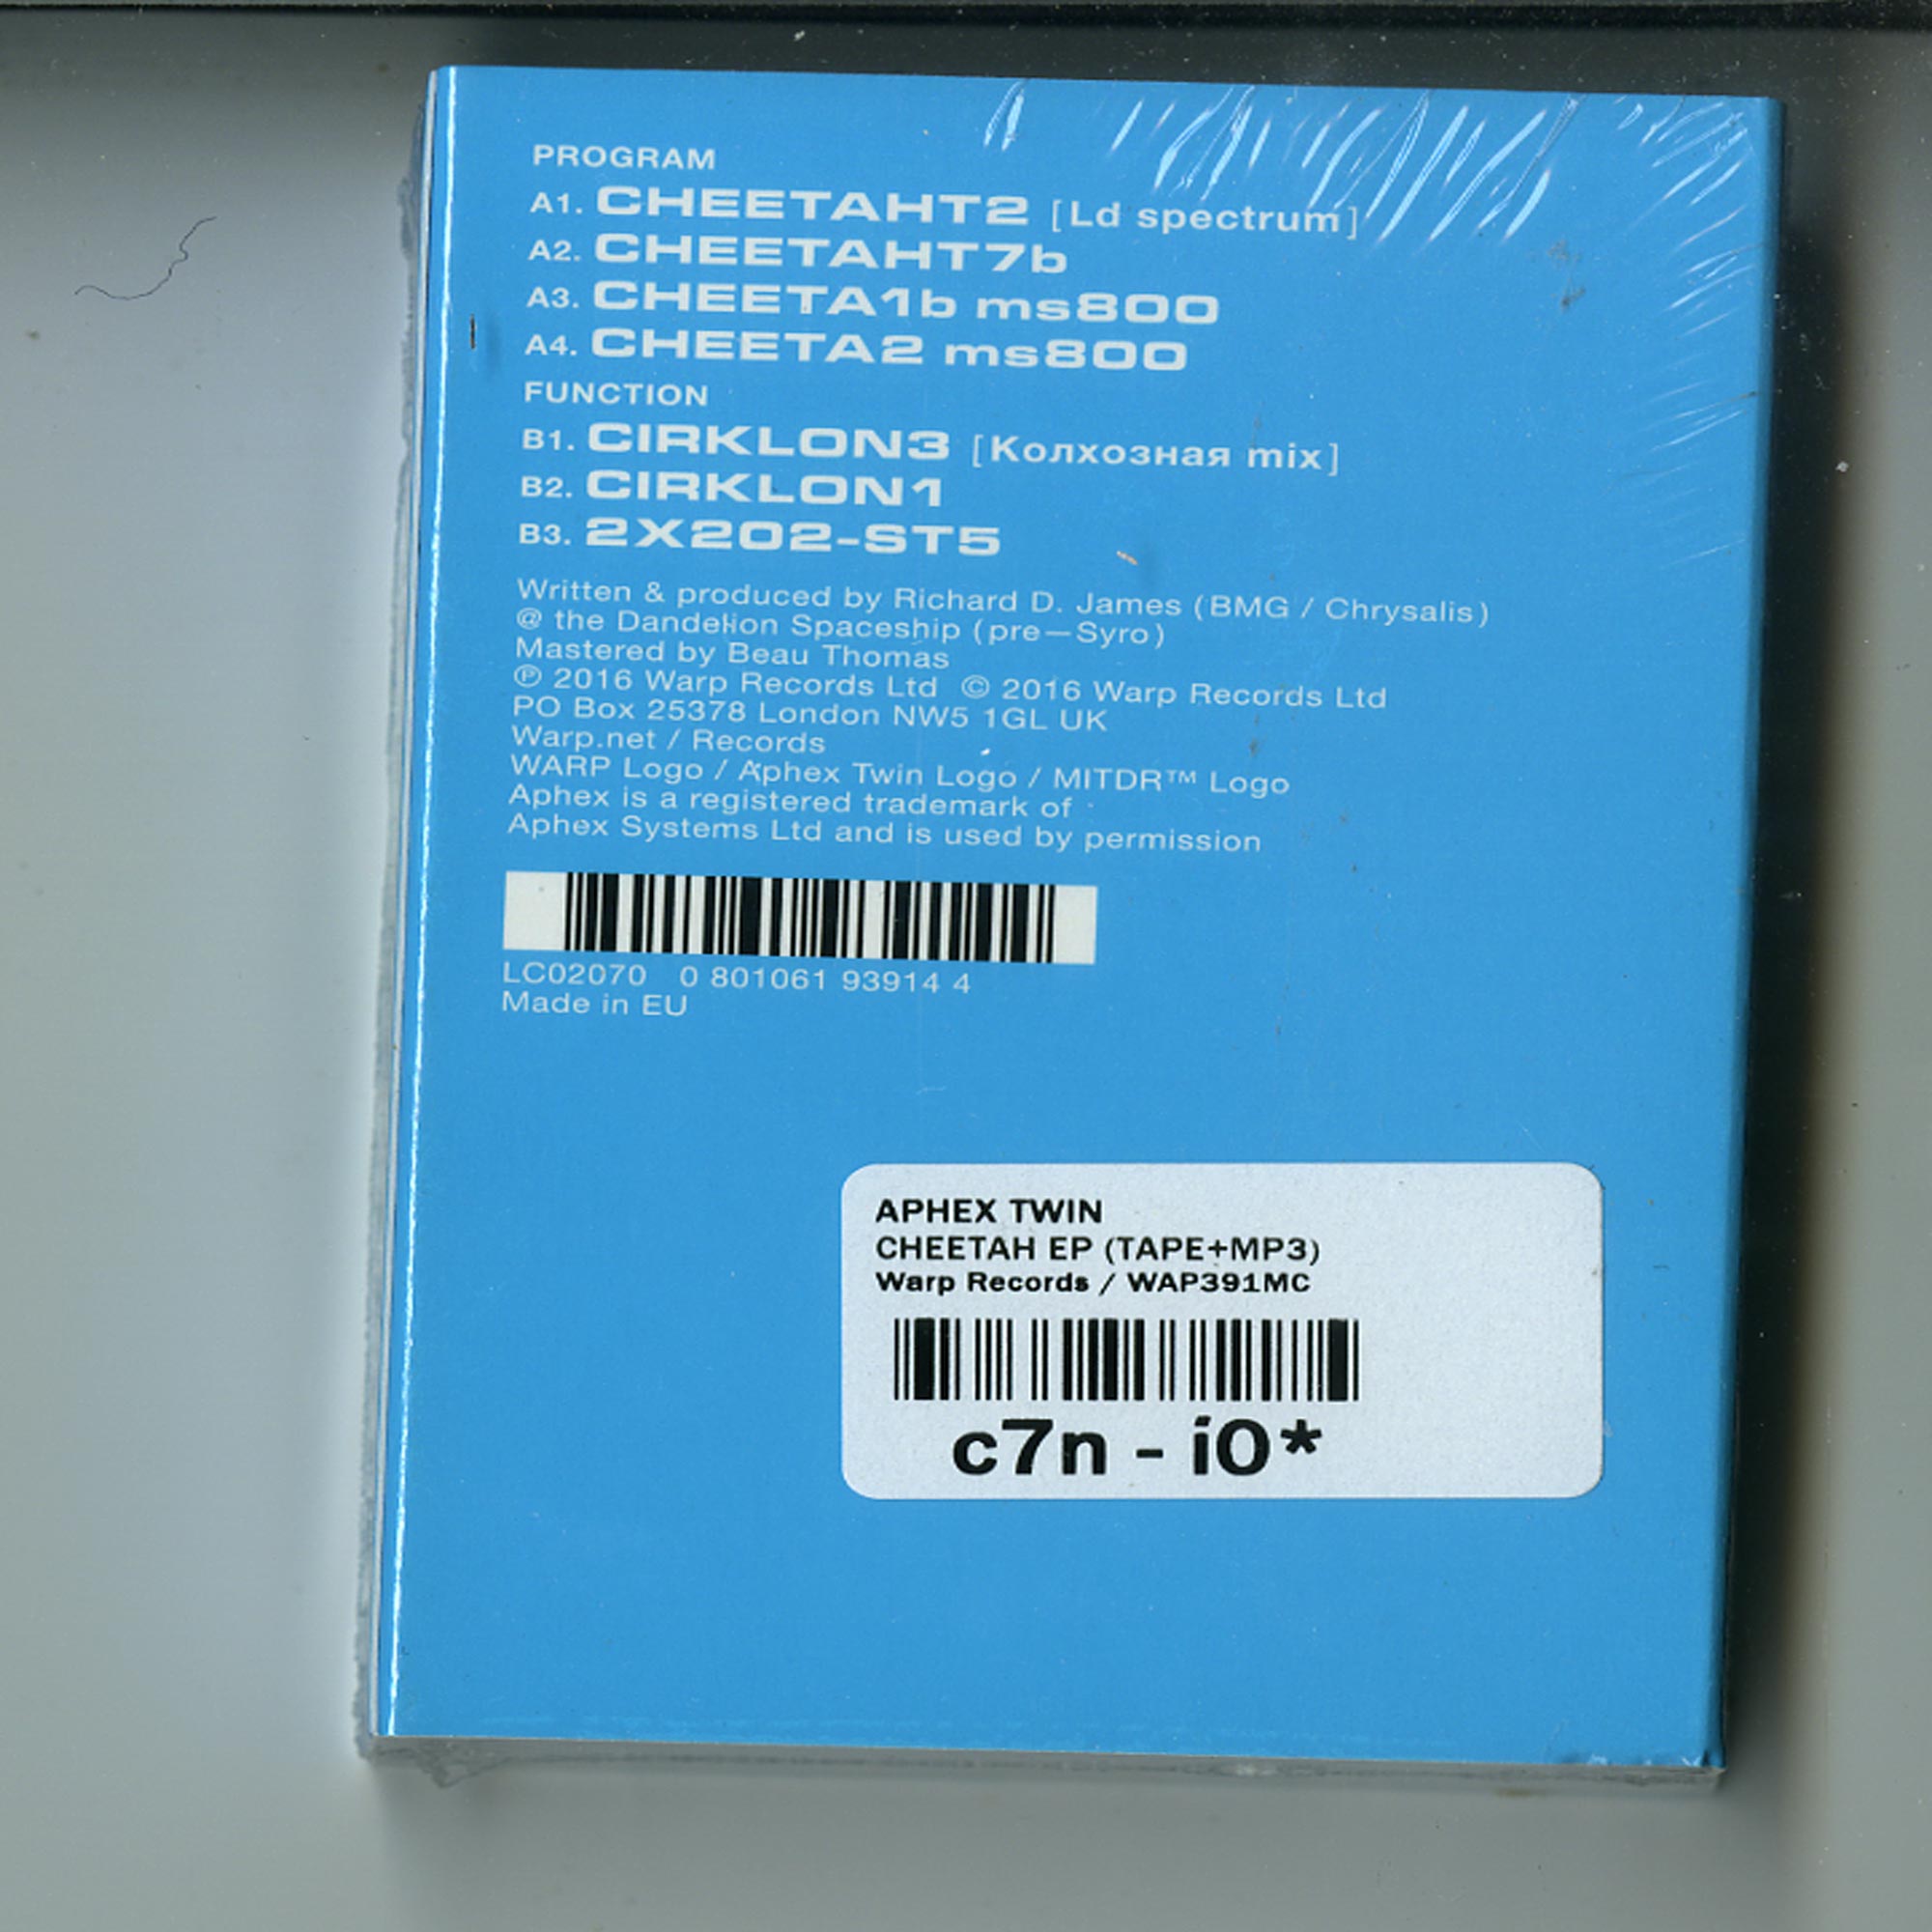 PROGRAM
A1. CHEETAHT2 [Ld spectrum]
A2. CHEETAHT7b
A3. CHEETA1b ms800
A4. CHEETA2 ms800
FUNCTION
B1. CIRKLON3 [Колхозная mix]
B2. CIRKLON1
B3. 2X202-ST5
Written & produced by Richard D. James (BMG / Chrysalis)
@ the Dandelion Spaceship (pre—Syro)
Mastered by Beau Thomas
℗ 2016 Warp Records Ltd © 2016 Warp Records Ltd
PO Box 25378 London NW5 1GL UK
Warp.net / Records
WARP Logo / Aphex Twin Logo / MITDR™ Logo
Aphex is a registered trademark of
Aphex Systems Ltd and is used by permission
LC02070 0 801061 93914 4
Made in EU
APHEX TWIN
CHEETAH EP (TAPE+MP3)
Warp Records / WAP391MC
c7n - i0*